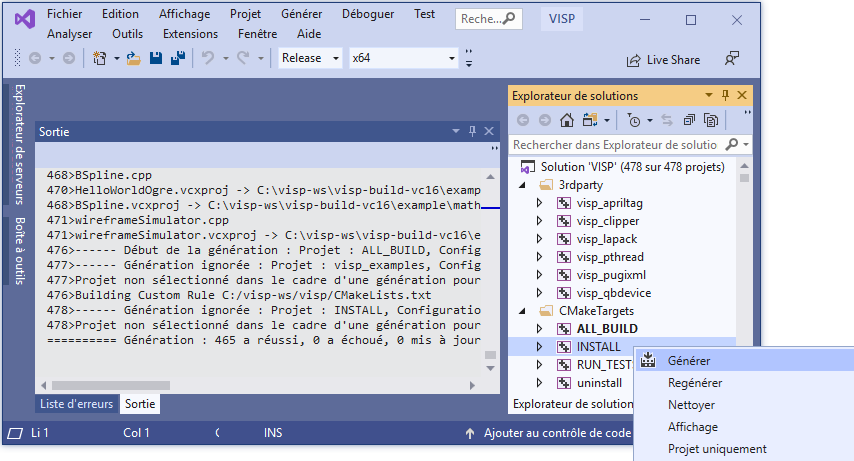 Fichier Edition Affichage Projet Générer Déboguer Test
Reche...
VISP
Analyser Outils Extensions Fenêtre Aide
Release
x64
Live Share
Explorateur de serveurs
Boîte à outils
Sortie
468>BSpline.cpp
470>HelloWorldOgre.vcxproj -> C:\visp-ws\visp-build-vc16\examp
468>BSpline.vcxproj -> C:\visp-ws\visp-build-vc16\example\math
471>wireframeSimulator.cpp
471>wireframeSimulator.vcxproj -> C:\visp-ws\visp-build-vc16\e
476>------ Début de la génération : Projet : ALL_BUILD, Config
477>------ Génération ignorée : Projet : visp_examples, Config
477>Projet non sélectionné dans le cadre d'une génération pour
476>Building Custom Rule C:/visp-ws/visp/CMakeLists.txt
478>------ Génération ignorée : Projet : INSTALL, Configuratio
478>Projet non sélectionné dans le cadre d'une génération pour
========== Génération : 465 a réussi, 0 a échoué, 0 mis à jour
Liste d'erreurs
Sortie
Explorateur de solutions
Rechercher dans Explorateur de solutio
Solution 'VISP' (478 sur 478 projets)
3rdparty
visp_apriltag
visp_clipper
visp_lapack
visp_pthread
visp_pugixml
visp_qbdevice
CMakeTargets
ALL_BUILD
INSTALL
RUN_TEST
uninstall
Explorateur de solution
Générer
Regénérer
Nettoyer
Affichage
Projet uniquement
Li 1
Col 1
C
INS
Ajouter au contrôle de code